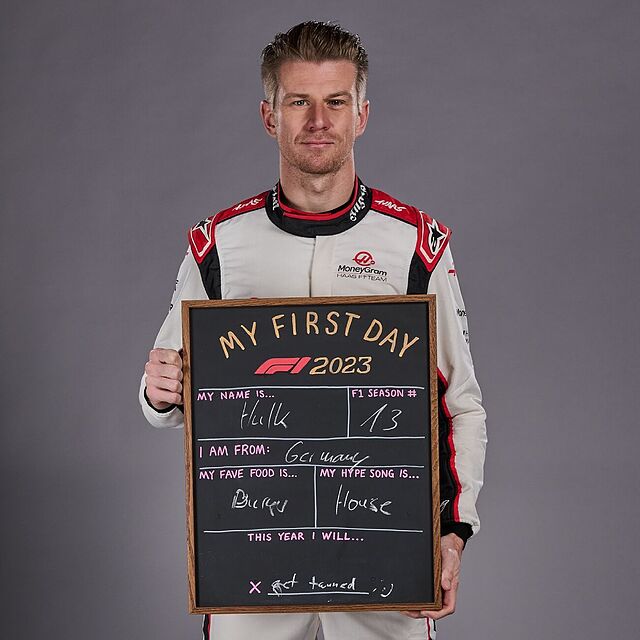 MoneyGram
HAAS F1 TEAM
MY FIRST DAY
F1 2023
MY NAME IS... F1 SEASON #
Hulk 13
I AM FROM: Germany
MY FAVE FOOD IS... MY HYPE SONG IS...
Burger House
THIS YEAR I WILL...
X get tanned :)